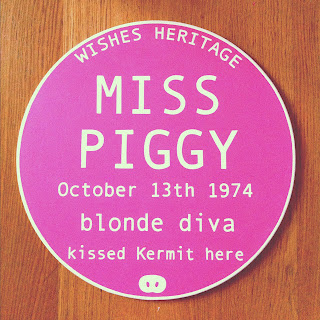 WISHES HERITAGE
MISS
PIGGY
October 13th 1974
blonde diva
kissed Kermit here